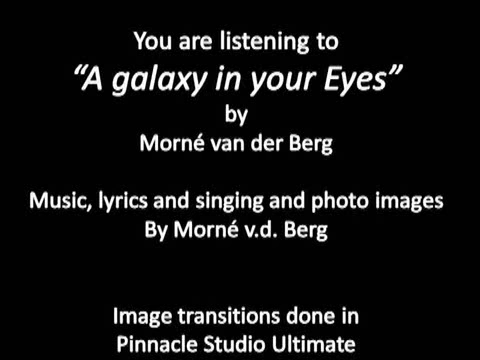 You are listening to
“A galaxy in your Eyes”
by
Morné van der Berg
Music, lyrics and singing and photo images
By Morné v.d. Berg
Image transitions done in
Pinnacle Studio Ultimate